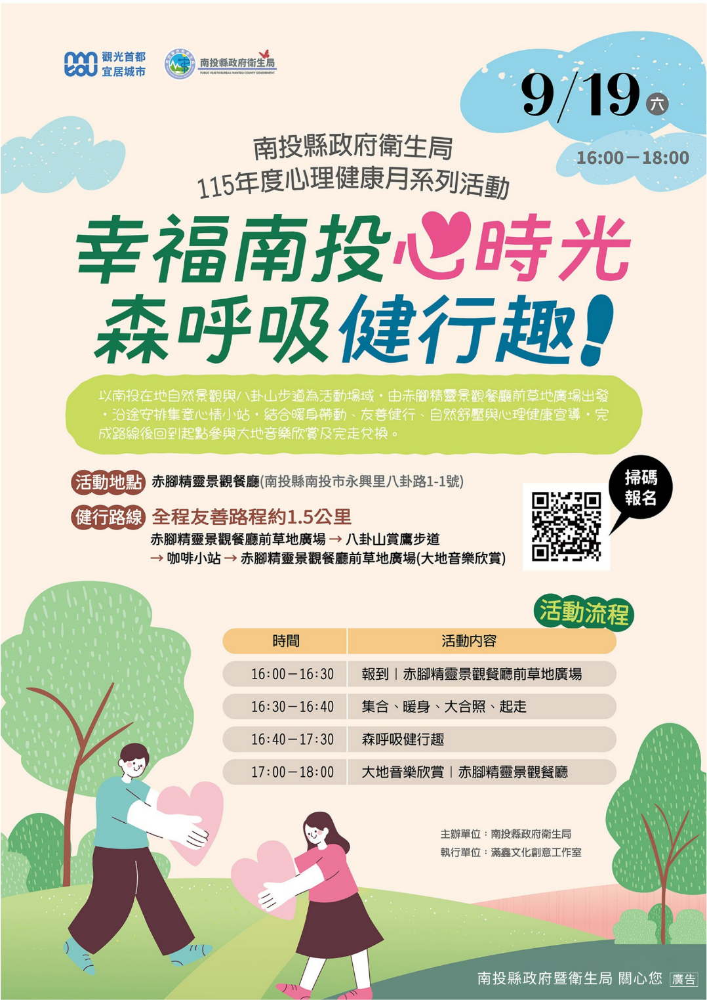 觀光首都
宜居城市
南投縣政府衛生局
PUBLIC HEALTH BUREAU, NANTOU COUNTY GOVERNMENT
9/19 六
16:00－18:00
南投縣政府衛生局
115年度心理健康月系列活動
幸福南投心時光
森呼吸健行趣!
以南投在地自然景觀與八卦山步道為活動場域，由赤腳精靈景觀餐廳前草地廣場出發
，沿途安排集章心情小站，結合暖身帶動、友善健行、自然舒壓與心理健康宣導，完
成路線後回到起點參與大地音樂欣賞及完走兌換。
活動地點 赤腳精靈景觀餐廳(南投縣南投市永興里八卦路1-1號)
掃碼
報名
健行路線 全程友善路程約1.5公里
赤腳精靈景觀餐廳前草地廣場→八卦山賞鷹步道
→咖啡小站→赤腳精靈景觀餐廳前草地廣場(大地音樂欣賞)
活動流程
時間 活動內容
16:00－16:30 報到｜赤腳精靈景觀餐廳前草地廣場
16:30－16:40 集合、暖身、大合照、起走
16:40－17:30 森呼吸健行趣
17:00－18:00 大地音樂欣賞｜赤腳精靈景觀餐廳
主辦單位：南投縣政府衛生局
執行單位：滿鑫文化創意工作室
南投縣政府暨衛生局 關心您 廣告